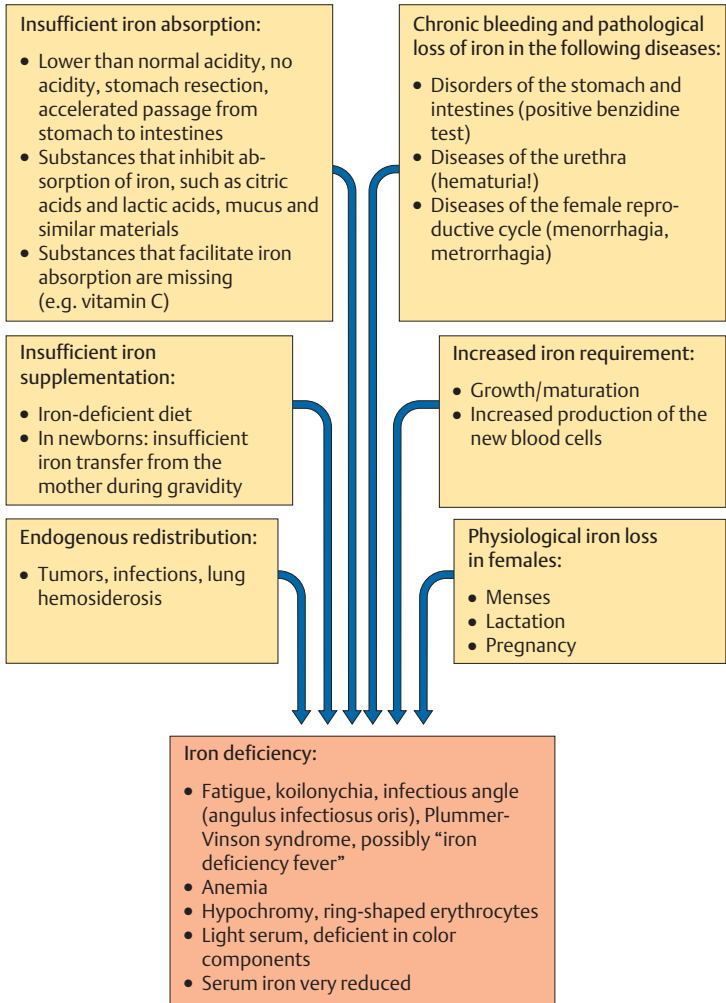 Insufficient iron absorption:
• Lower than normal acidity, no
acidity, stomach resection,
accelerated passage from
stomach to intestines
• Substances that inhibit ab-
sorption of iron, such as citric
acids and lactic acids, mucus and
similar materials
• Substances that facilitate iron
absorption are missing
(e.g. vitamin C)
Chronic bleeding and pathological
loss of iron in the following diseases:
• Disorders of the stomach and
intestines (positive benzidine
test)
• Diseases of the urethra
(hematuria!)
• Diseases of the female repro-
ductive cycle (menorrhagia,
metrorrhagia)
Insufficient iron
supplementation:
• Iron-deficient diet
• In newborns: insufficient
iron transfer from the
mother during gravidity
Increased iron requirement:
• Growth/maturation
• Increased production of the
new blood cells
Endogenous redistribution:
• Tumors, infections, lung
hemosiderosis
Physiological iron loss
in females:
• Menses
• Lactation
• Pregnancy
Iron deficiency:
• Fatigue, koilonychia, infectious angle
(angulus infectiosus oris), Plummer-
Vinson syndrome, possibly “iron
deficiency fever”
• Anemia
• Hypochromy, ring-shaped erythrocytes
• Light serum, deficient in color
components
• Serum iron very reduced